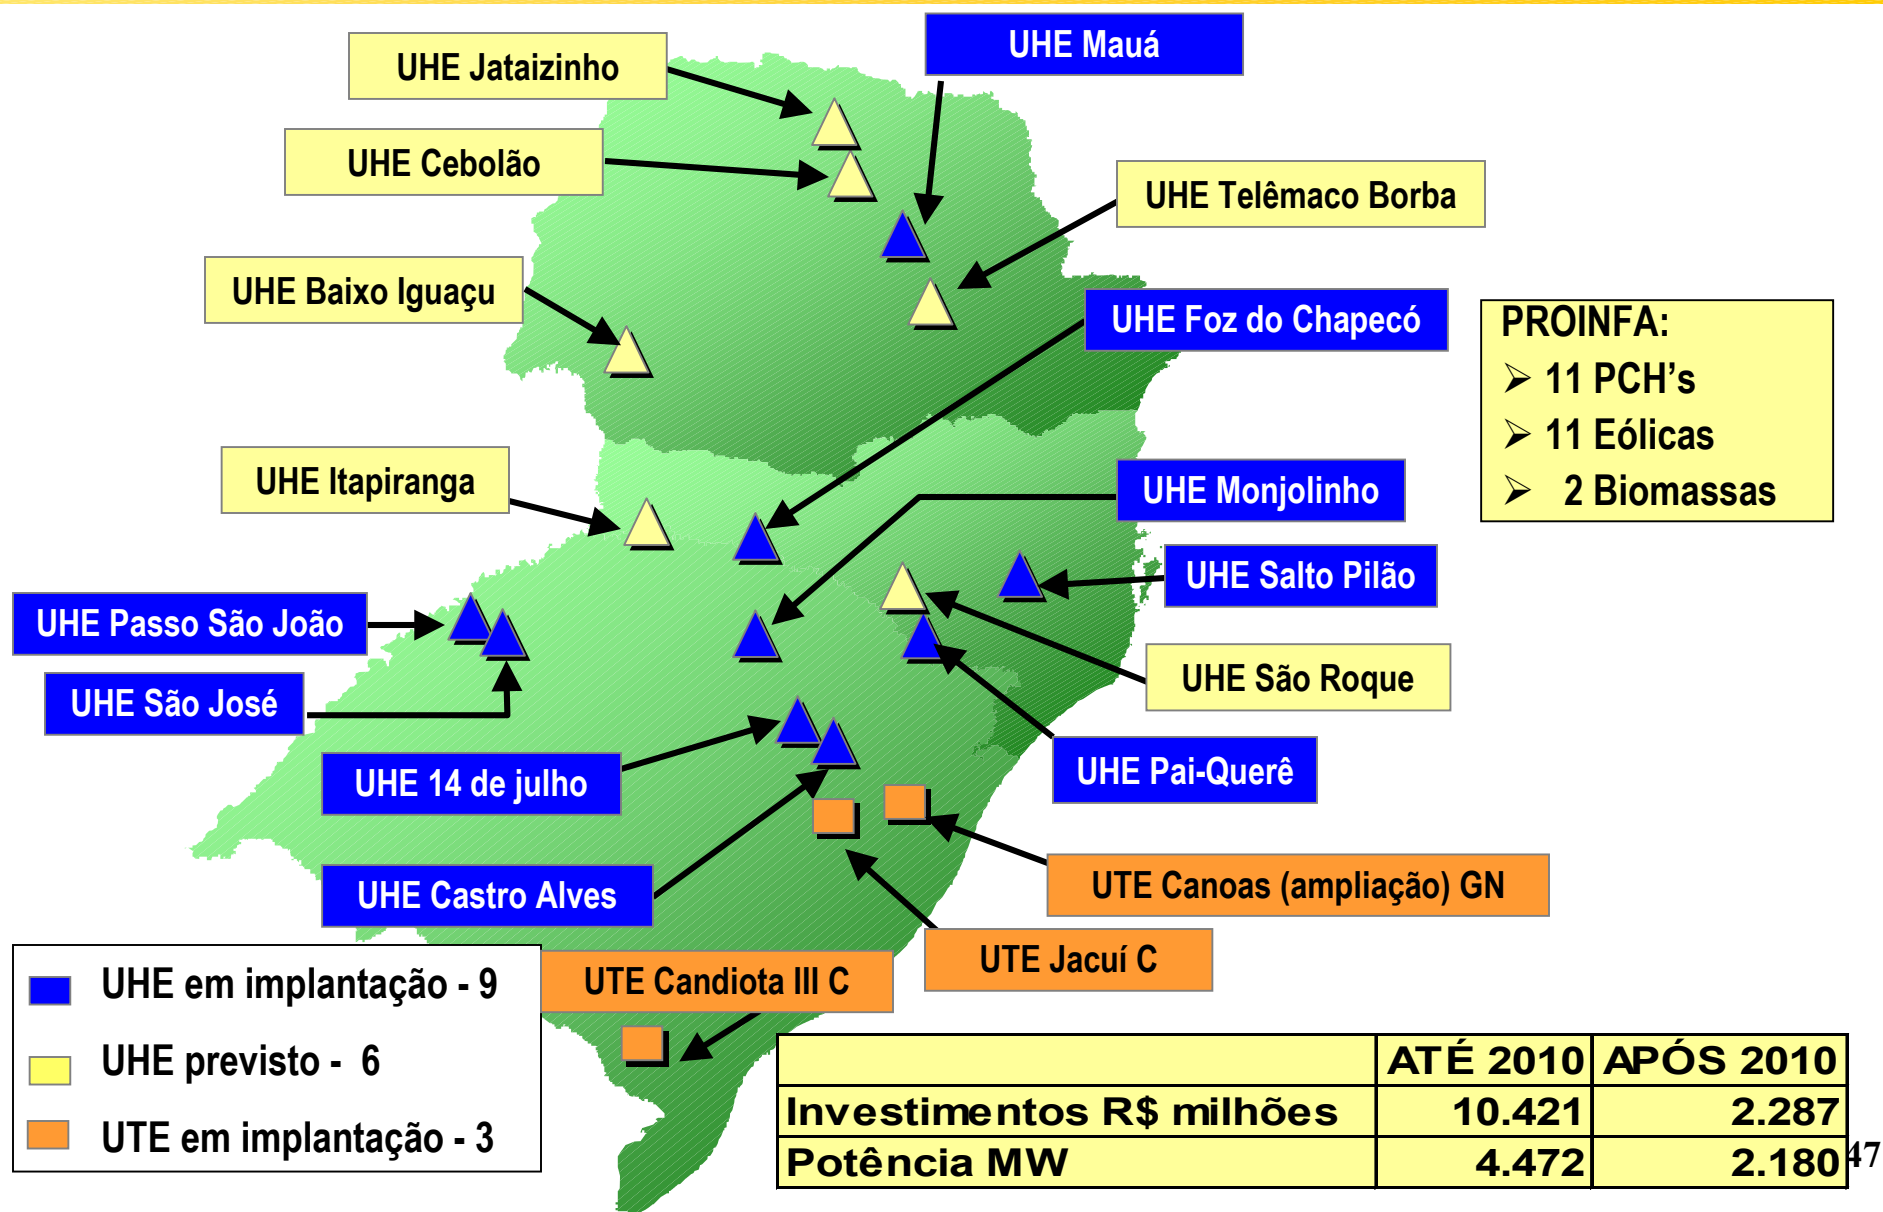 UHE Mauá
UHE Jataizinho
UHE Cebolão
UHE Telêmaco Borba
UHE Baixo Iguaçu
UHE Foz do Chapecó
PROINFA:
➢ 11 PCH’s
➢ 11 Eólicas
➢ 2 Biomassas
UHE Itapiranga
UHE Monjolinho
UHE Salto Pilão
UHE Passo São João
UHE São José
UHE São Roque
UHE 14 de julho
UHE Pai-Querê
UHE Castro Alves
UTE Canoas (ampliação) GN
UTE Jacuí C
UTE Candiota III C
UHE em implantação - 9
UHE previsto - 6
UTE em implantação - 3
ATÉ 2010 APÓS 2010
Investimentos R$ milhões 10.421 2.287
Potência MW 4.472 2.180
47